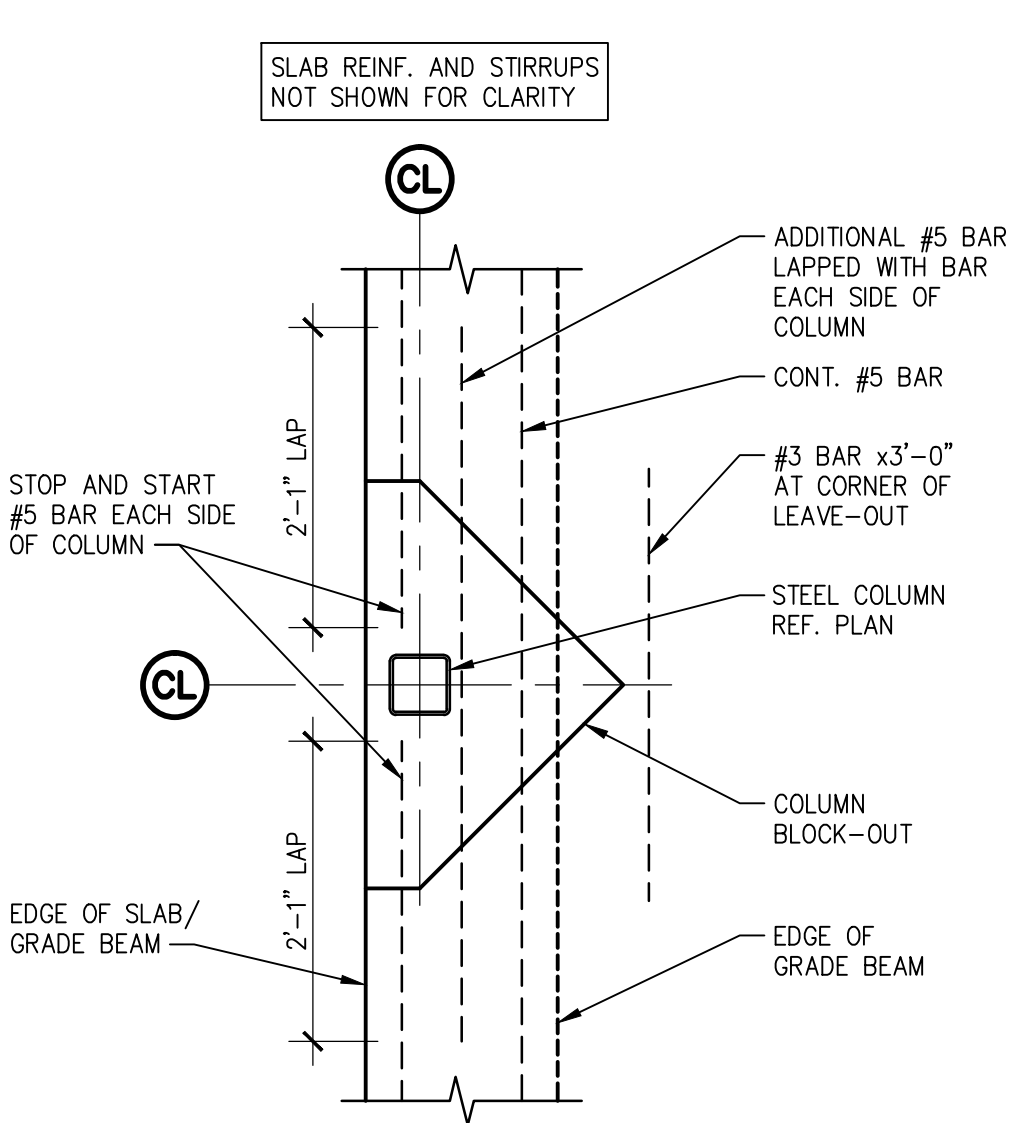 SLAB REINF. AND STIRRUPS
NOT SHOWN FOR CLARITY
CL
ADDITIONAL #5 BAR
LAPPED WITH BAR
EACH SIDE OF
COLUMN
CONT. #5 BAR
#3 BAR x3'-0"
AT CORNER OF
LEAVE-OUT
2'-1" LAP
STOP AND START
#5 BAR EACH SIDE
OF COLUMN
STEEL COLUMN
REF. PLAN
CL
COLUMN
BLOCK-OUT
2'-1" LAP
EDGE OF SLAB/
GRADE BEAM
EDGE OF
GRADE BEAM